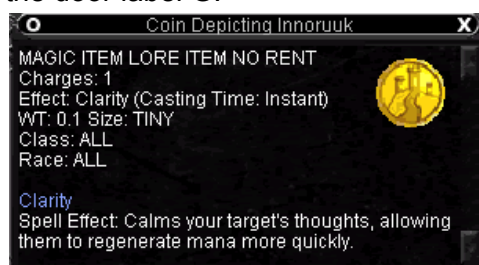 Coin Depicting Innoruuk
MAGIC ITEM LORE ITEM NO RENT
Charges: 1
Effect: Clarity (Casting Time: Instant)
WT: 0.1 Size: TINY
Class: ALL
Race: ALL
Clarity
Spell Effect: Calms your target's thoughts, allowing
them to regenerate mana more quickly.